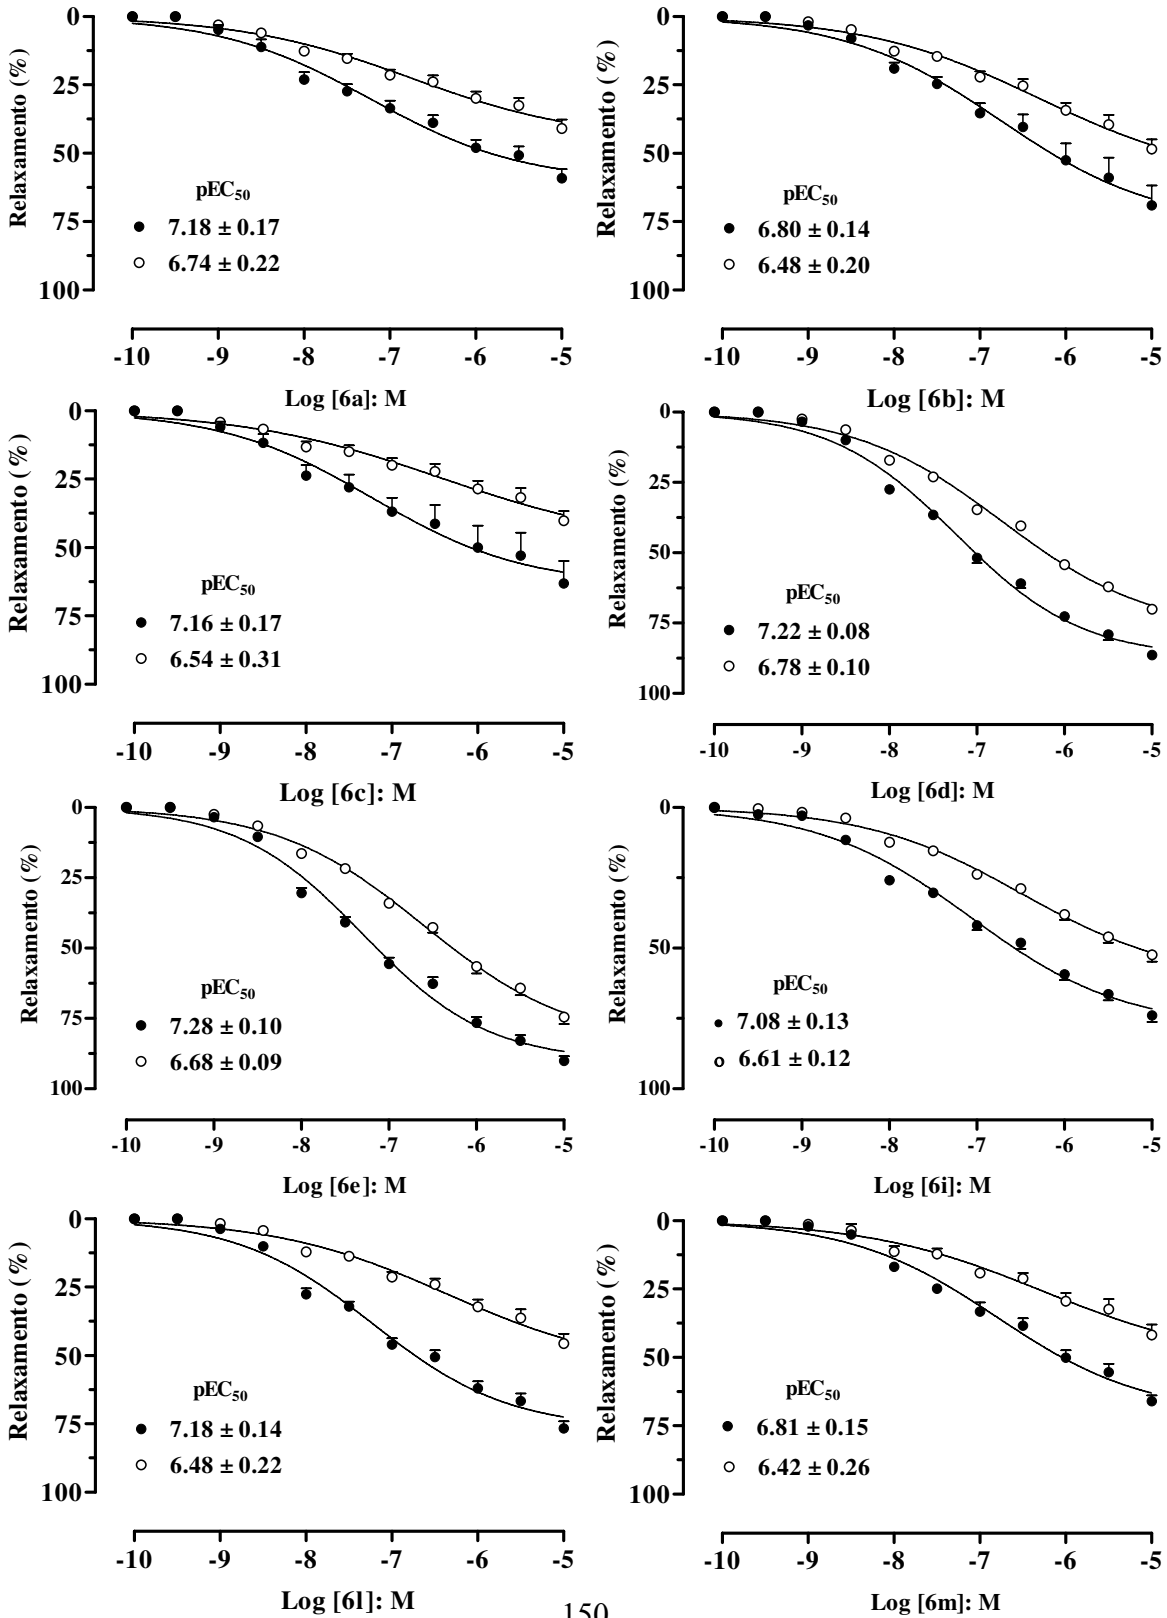 Relaxamento (%)
0
25
50
75
100
pEC50
● 7.18 ± 0.17
○ 6.74 ± 0.22
-10 -9 -8 -7 -6 -5
Log [6a]: M
Relaxamento (%)
0
25
50
75
100
pEC50
● 6.80 ± 0.14
○ 6.48 ± 0.20
-10 -9 -8 -7 -6 -5
Log [6b]: M
Relaxamento (%)
0
25
50
75
100
pEC50
● 7.16 ± 0.17
○ 6.54 ± 0.31
-10 -9 -8 -7 -6 -5
Log [6c]: M
Relaxamento (%)
0
25
50
75
100
pEC50
● 7.22 ± 0.08
○ 6.78 ± 0.10
-10 -9 -8 -7 -6 -5
Log [6d]: M
Relaxamento (%)
0
25
50
75
100
pEC50
● 7.28 ± 0.10
○ 6.68 ± 0.09
-10 -9 -8 -7 -6 -5
Log [6e]: M
Relaxamento (%)
0
25
50
75
100
pEC50
● 7.08 ± 0.13
○ 6.61 ± 0.12
-10 -9 -8 -7 -6 -5
Log [6i]: M
Relaxamento (%)
0
25
50
75
100
pEC50
● 7.18 ± 0.14
○ 6.48 ± 0.22
-10 -9 -8 -7 -6 -5
Log [6l]: M
Relaxamento (%)
0
25
50
75
100
pEC50
● 6.81 ± 0.15
○ 6.42 ± 0.26
-10 -9 -8 -7 -6 -5
Log [6m]: M
150